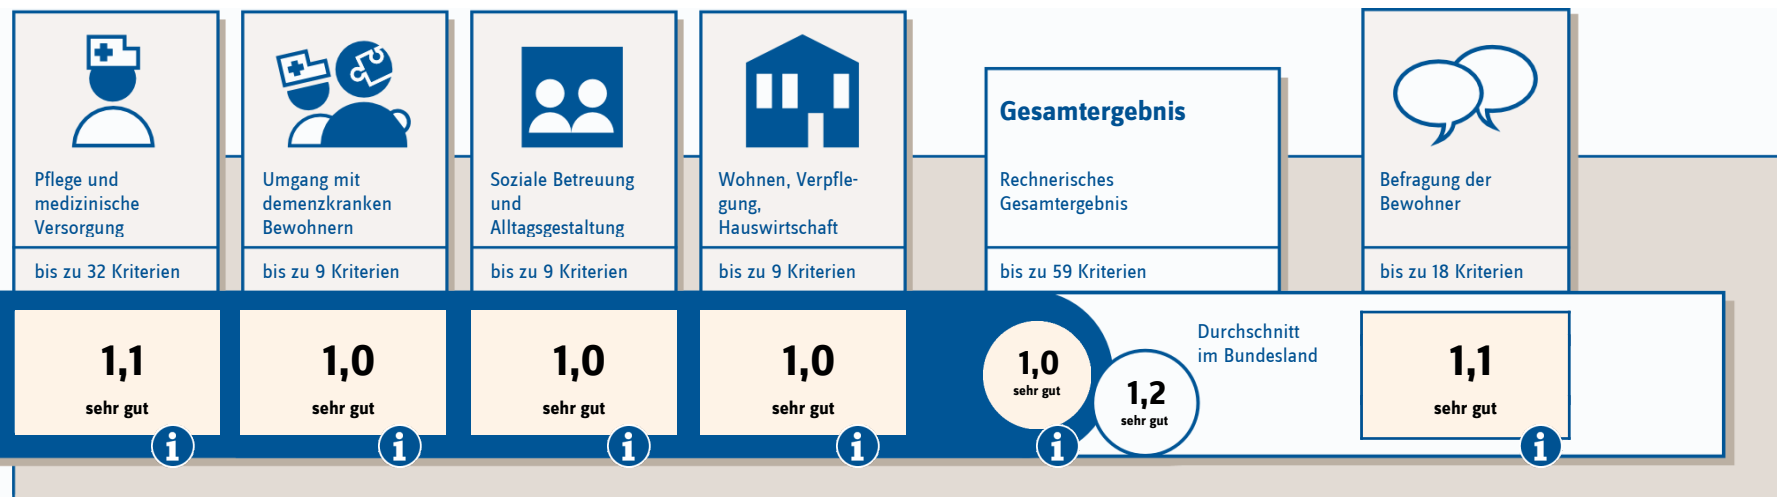 Pflege und
medizinische
Versorgung
bis zu 32 Kriterien
1,1
sehr gut
Umgang mit
demenzkranken
Bewohnern
bis zu 9 Kriterien
1,0
sehr gut
Soziale Betreuung
und
Alltagsgestaltung
bis zu 9 Kriterien
1,0
sehr gut
Wohnen, Verpfle-
gung,
Hauswirtschaft
bis zu 9 Kriterien
1,0
sehr gut
Gesamtergebnis
Rechnerisches
Gesamtergebnis
bis zu 59 Kriterien
1,0
sehr gut
1,2
sehr gut
Durchschnitt
im Bundesland
Befragung der
Bewohner
bis zu 18 Kriterien
1,1
sehr gut